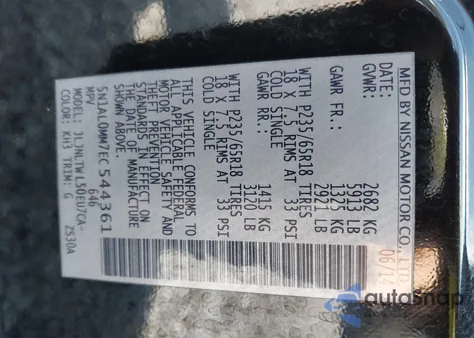 MFD BY NISSAN MOTOR CO., LTD
DATE: 06/14
GVWR: 2682 KG
5913 LB
GAWR FR.: 1325 KG
2921 LB
WITH P235/65R18 TIRES
18 X 7.5 RIMS AT 33 PSI
COLD SINGLE
GAWR RR.: 1415 KG
3120 LB
WITH P235/65R18 TIRES
18 X 7.5 RIMS AT 33 PSI
COLD SINGLE
THIS VEHICLE CONFORMS TO
ALL APPLICABLE FEDERAL
MOTOR VEHICLE SAFETY
STANDARDS IN EFFECT ON
THE DATE OF MANUFACTURE
SHOWN ABOVE.
5N1AL0MM7EC544361
MPV 646
COLOR: KH3 TRIM: G ZS30A
autoSnap